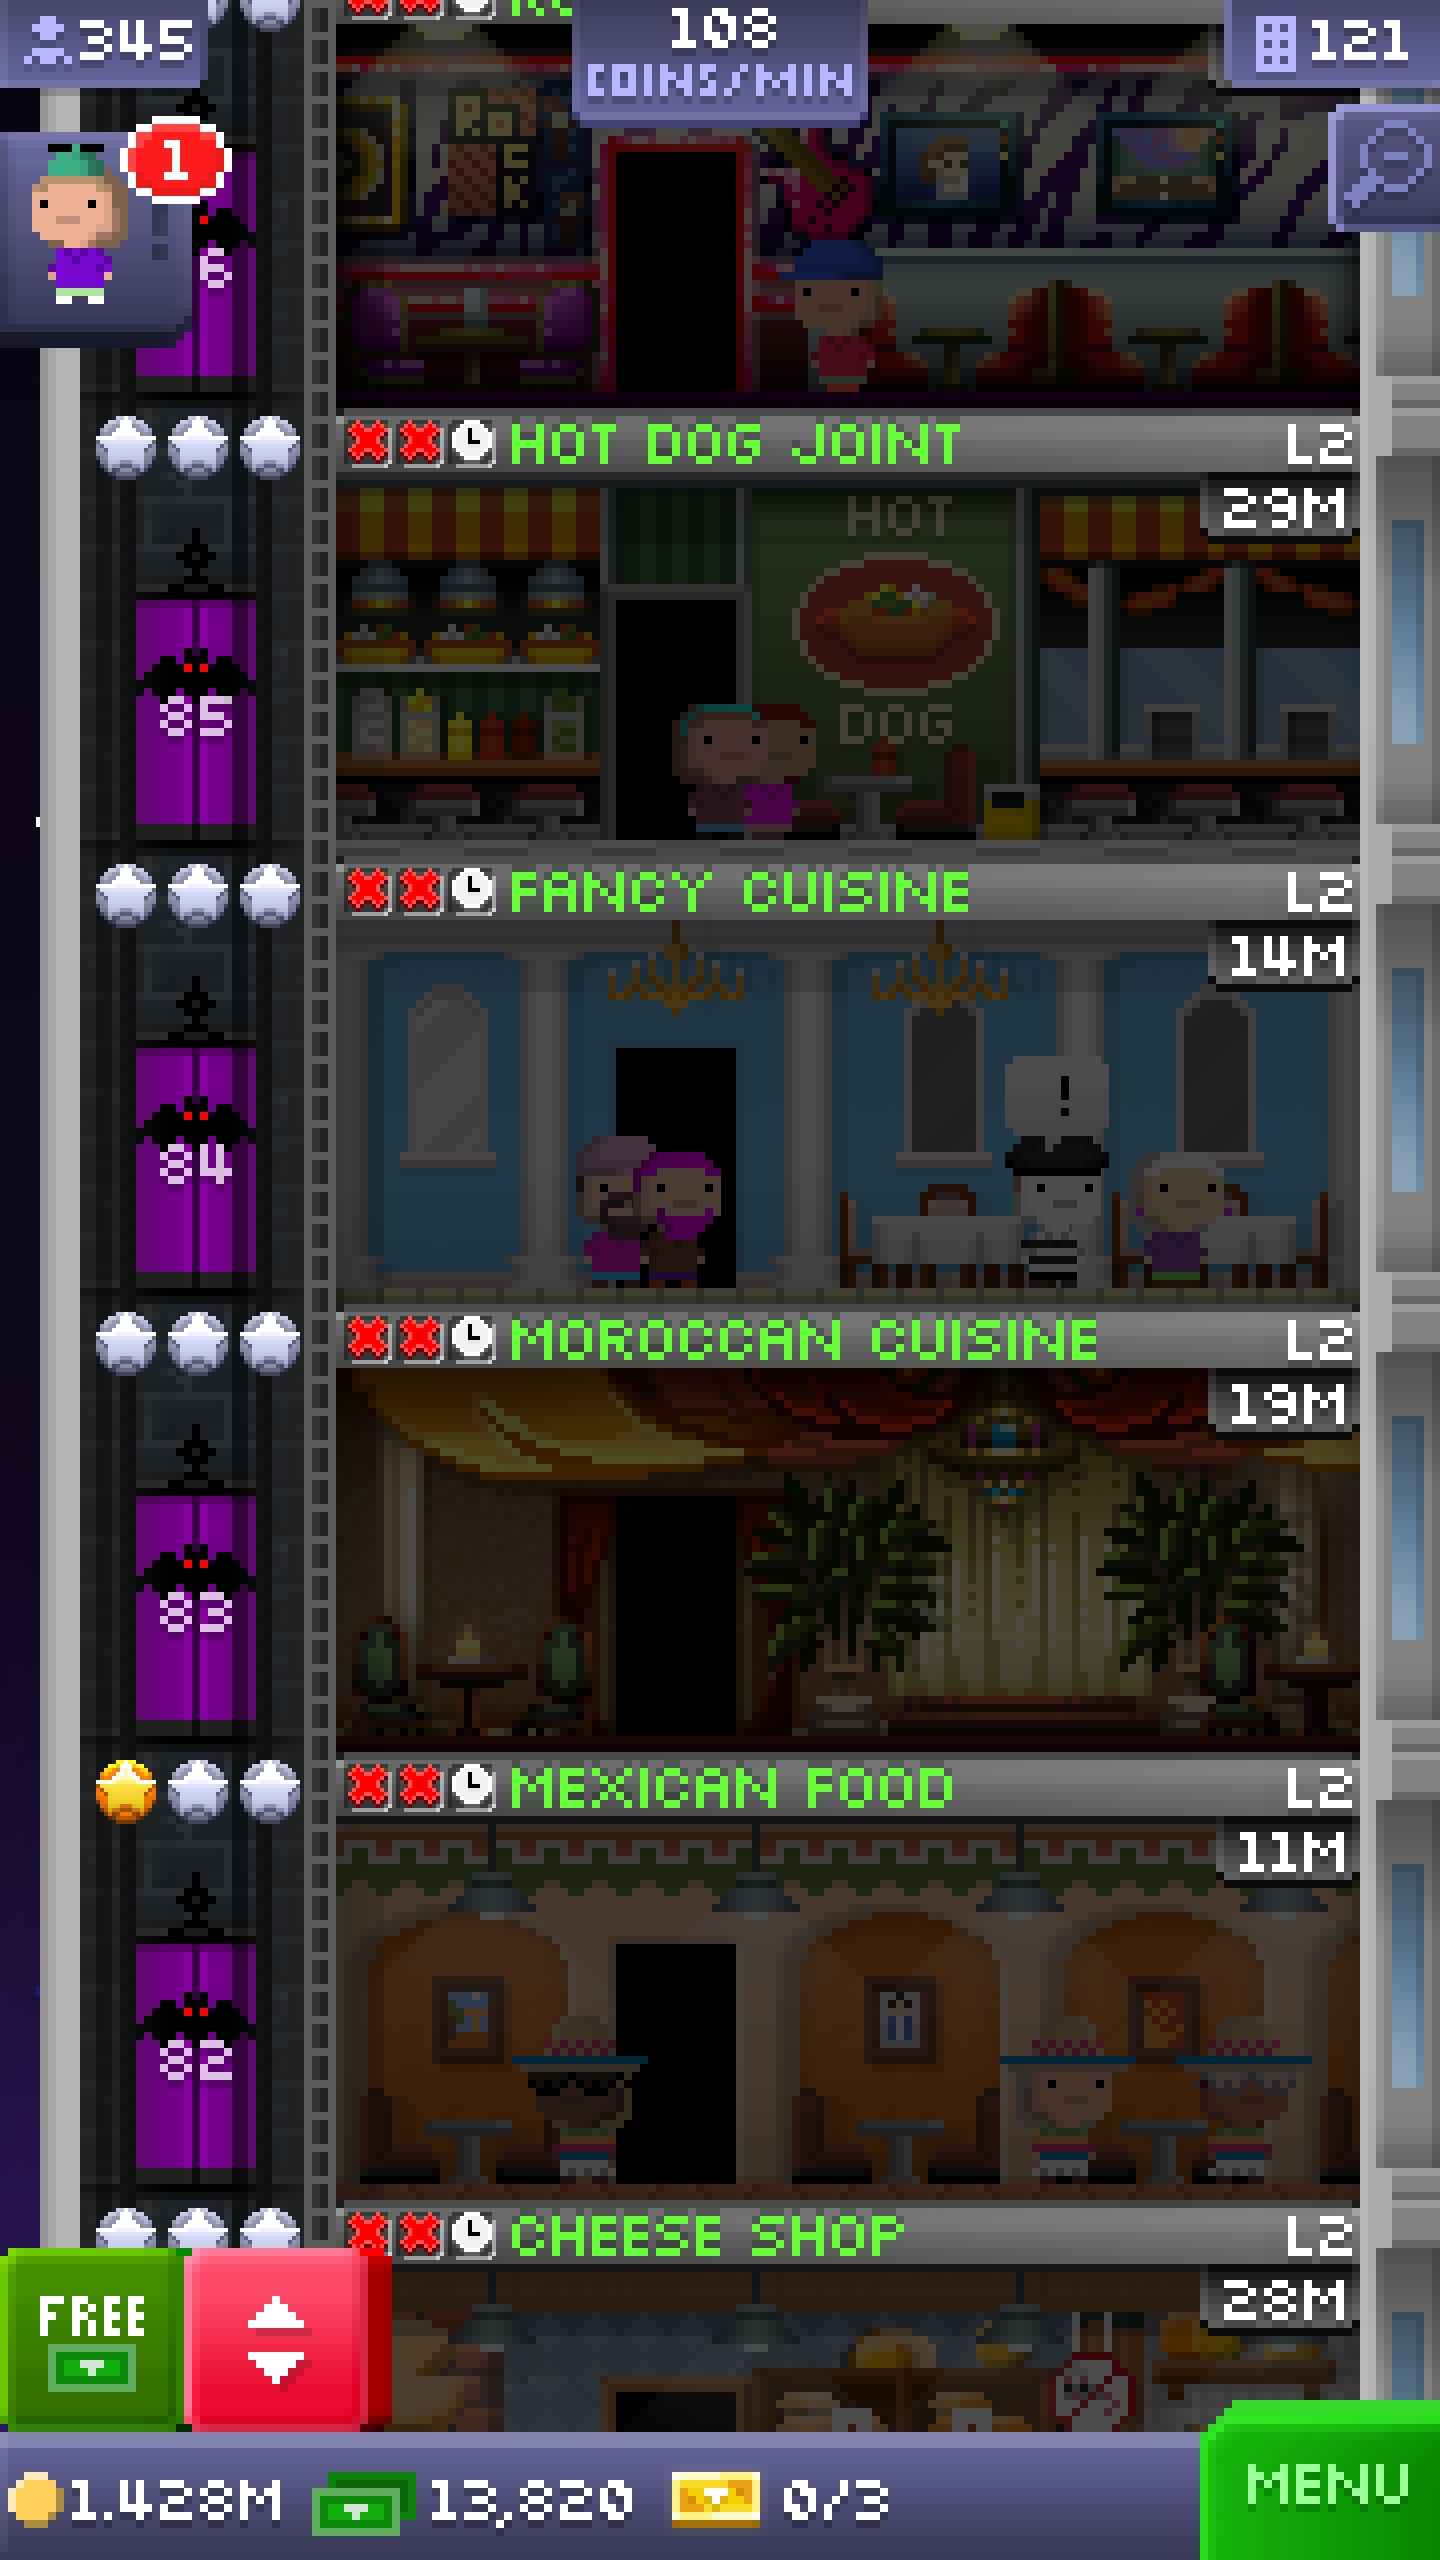 345
108
COINS/MIN
121
1
6
HOT DOG JOINT L2
29M
HOT
DOG
85
FANCY CUISINE L2
14M
!
84
MOROCCAN CUISINE L2
19M
83
MEXICAN FOOD L2
11M
82
CHEESE SHOP L2
28M
FREE
1.428M 13,820 0/3
MENU